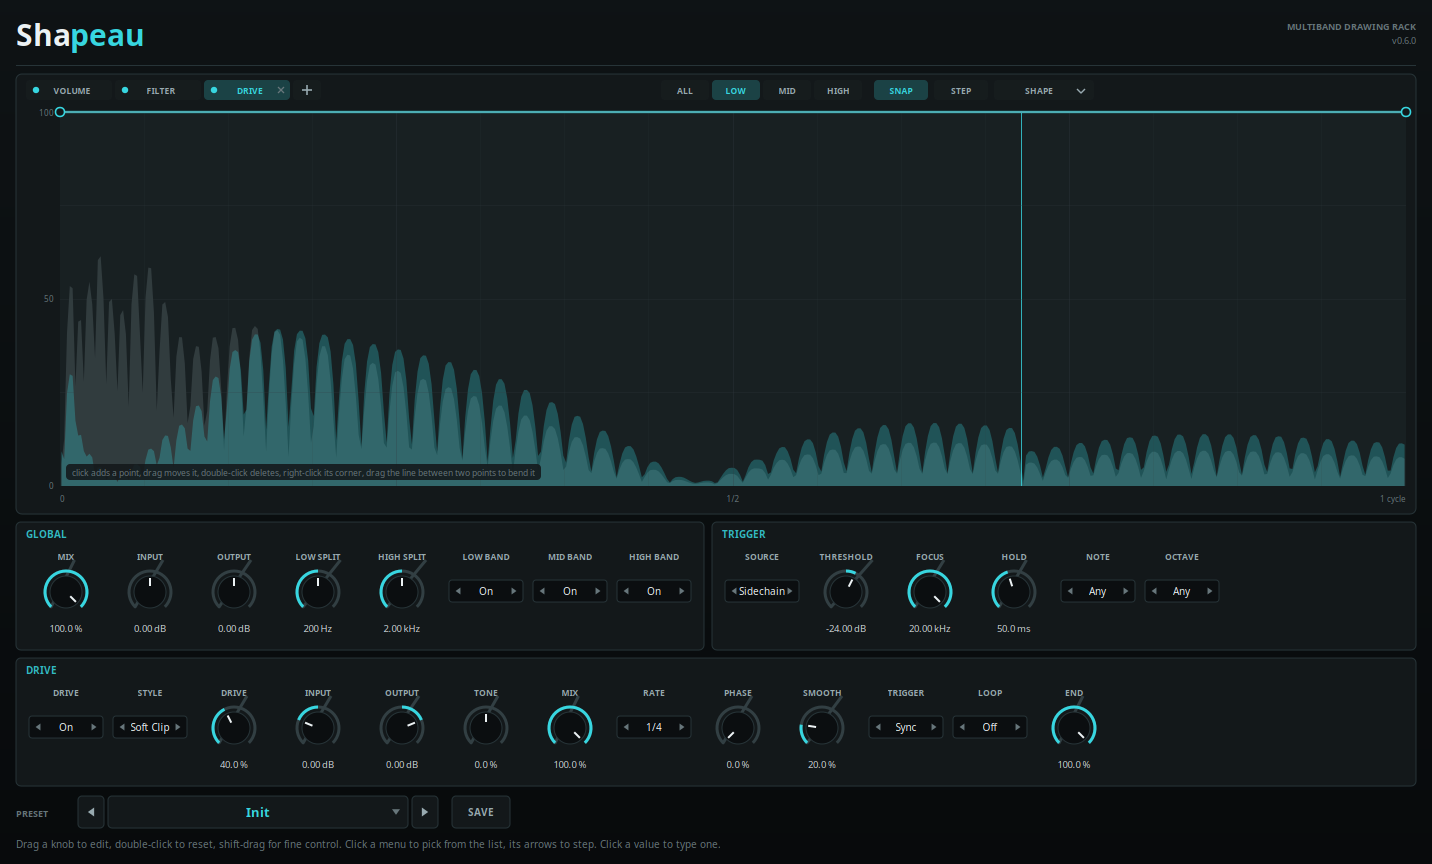 Shapeau
MULTIBAND DRAWING RACK
v0.6.0
VOLUME FILTER DRIVE × + ALL LOW MID HIGH SNAP STEP SHAPE
100
50
0
click adds a point, drag moves it, double-click deletes, right-click its corner, drag the line between two points to bend it
0 1/2 1 cycle
GLOBAL
MIX INPUT OUTPUT LOW SPLIT HIGH SPLIT LOW BAND MID BAND HIGH BAND
On On On
100.0 % 0.00 dB 0.00 dB 200 Hz 2.00 kHz
TRIGGER
SOURCE THRESHOLD FOCUS HOLD NOTE OCTAVE
Sidechain Any Any
-24.00 dB 20.00 kHz 50.0 ms
DRIVE
DRIVE STYLE DRIVE INPUT OUTPUT TONE MIX RATE PHASE SMOOTH TRIGGER LOOP END
On Soft Clip 1/4 Sync Off
40.0 % 0.00 dB 0.00 dB 0.0 % 100.0 % 0.0 % 20.0 % 100.0 %
PRESET Init SAVE
Drag a knob to edit, double-click to reset, shift-drag for fine control. Click a menu to pick from the list, its arrows to step. Click a value to type one.